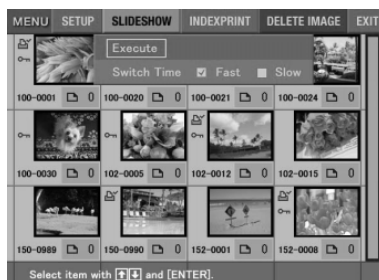 MENU SETUP SLIDESHOW INDEXPRINT DELETE IMAGE EXIT
Execute
Switch Time Fast Slow
100-0001 0 100-0020 0 100-0021 0 100-0024 0
100-0030 0 102-0005 0 102-0012 0 102-0015 0
150-0989 0 150-0990 0 152-0001 0 152-0008 0
Select item with [↑][↓] and [ENTER].